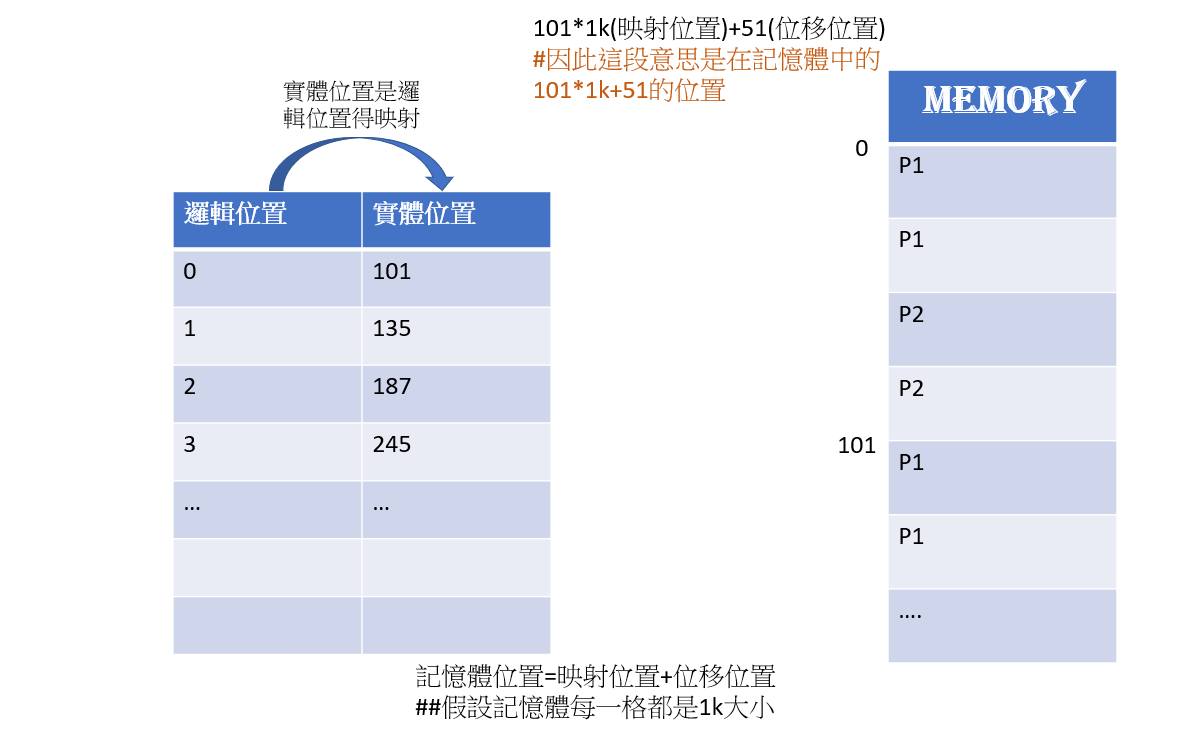 101*1k(映射位置)+51(位移位置)
#因此這段意思是在記憶體中的
101*1k+51的位置
實體位置是邏
輯位置得映射
邏輯位置 實體位置
0 101
1 135
2 187
3 245
... ...
MEMORY
0
P1
P1
P2
P2
101
P1
P1
....
記憶體位置=映射位置+位移位置
##假設記憶體每一格都是1k大小